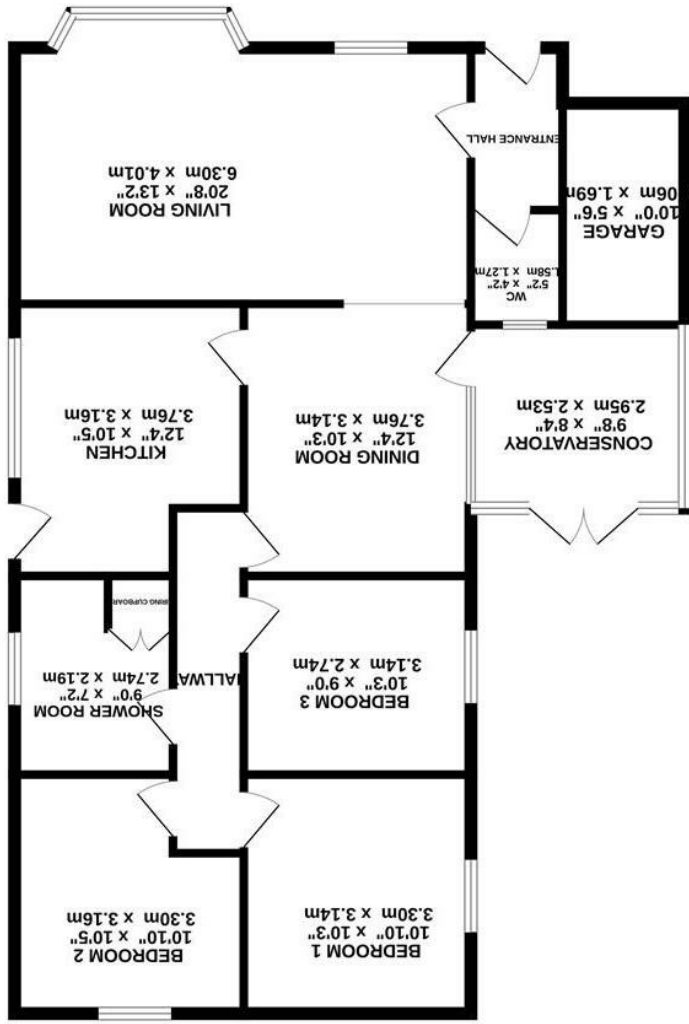 BEDROOM 1
10'10" x 10'3"
3.30m x 3.14m
BEDROOM 2
10'10" x 10'5"
3.30m x 3.16m
BEDROOM 3
10'3" x 9'0"
3.14m x 2.74m
HALLWA
SHOWER ROOM
9'0" x 7'2"
2.74m x 2.19m
IRING CUPBOAR
CONSERVATORY
9'8" x 8'4"
2.95m x 2.53m
DINING ROOM
12'4" x 10'3"
3.76m x 3.14m
KITCHEN
12'4" x 10'5"
3.76m x 3.16m
GARAGE
10'0" x 5'6"
06m x 1.69m
WC
5'2" x 4'2"
1.58m x 1.27m
ENTRANCE HALL
LIVING ROOM
20'8" x 13'2"
6.30m x 4.01m